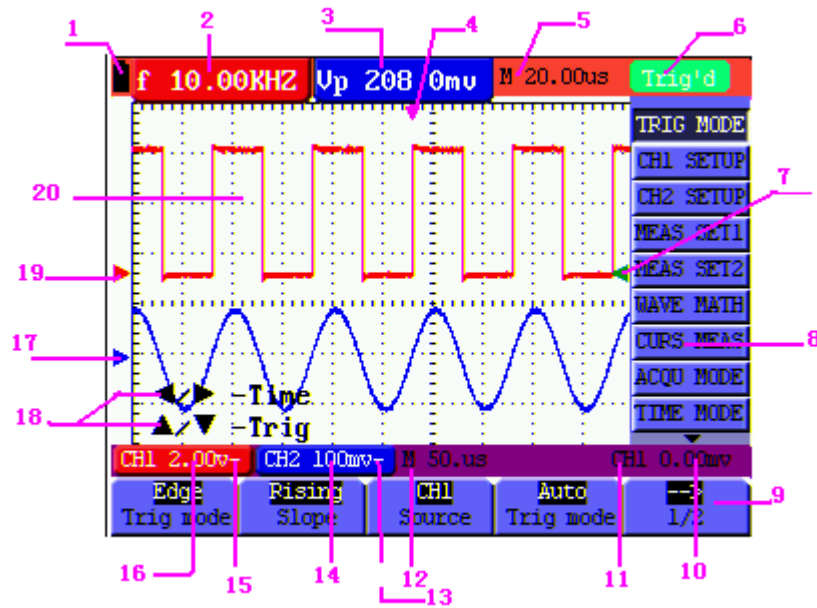 1
2
3
4
5
6
f 10.00KHZ
Vp 208 0mv
M 20.00us
Trig'd
TRIG MODE
CH1 SETUP
CH2 SETUP
7
MEAS SET1
MEAS SET2
WAVE MATH
CURS MEAS
8
ACQU MODE
TIME MODE
20
19
17
18
◀/▶ -Time
▲/▼ -Trig
CH1 2.00v-
CH2 100mv-
M 50.us
CH1 0.00mv
Edge
Trig mode
Rising
Slope
CH1
Source
Auto
Trig mode
-->
1/2
9
16
15
14
13
12
11
10